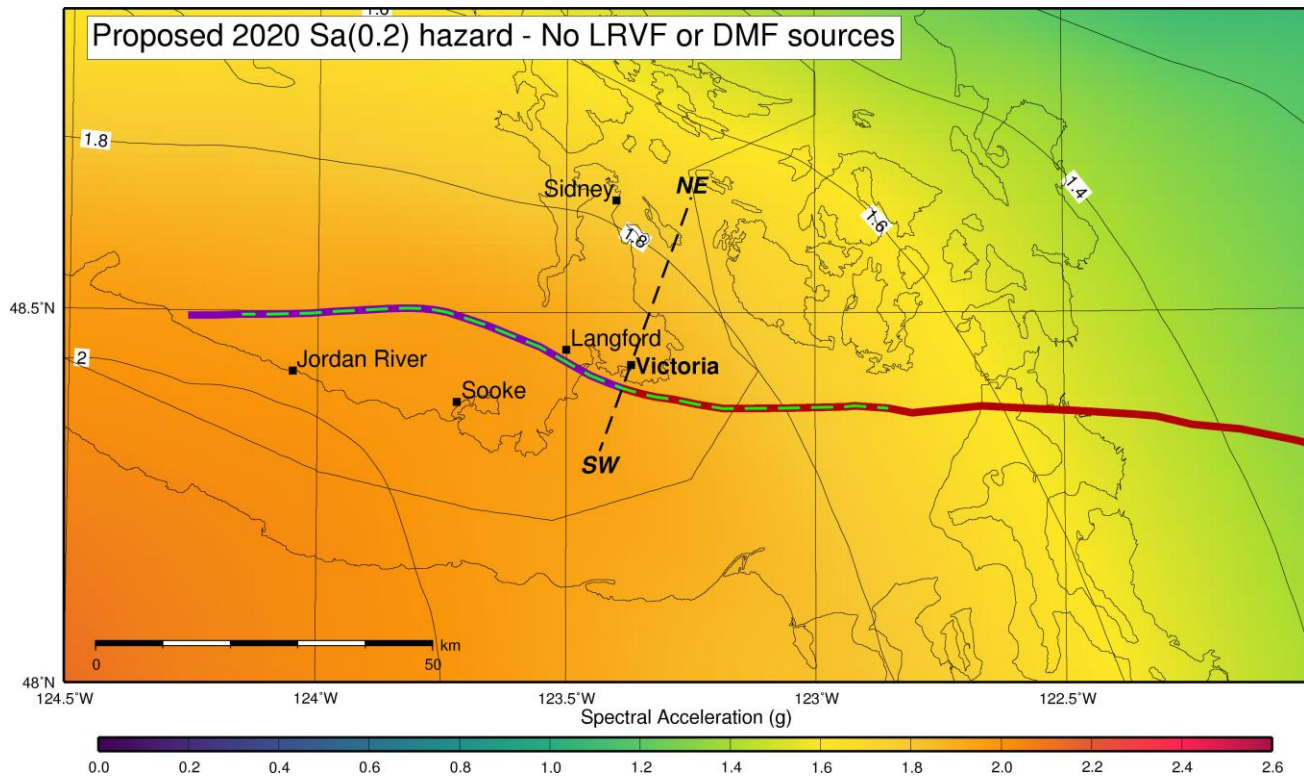 1.6
Proposed 2020 Sa(0.2) hazard - No LRVF or DMF sources
1.8
Sidney
NE
1.4
1.8
1.6
48.5°N
Langford
Jordan River
Victoria
2
Sooke
SW
km
0 50
48°N
124.5°W 124°W 123.5°W 123°W 122.5°W
Spectral Acceleration (g)
0.0 0.2 0.4 0.6 0.8 1.0 1.2 1.4 1.6 1.8 2.0 2.2 2.4 2.6